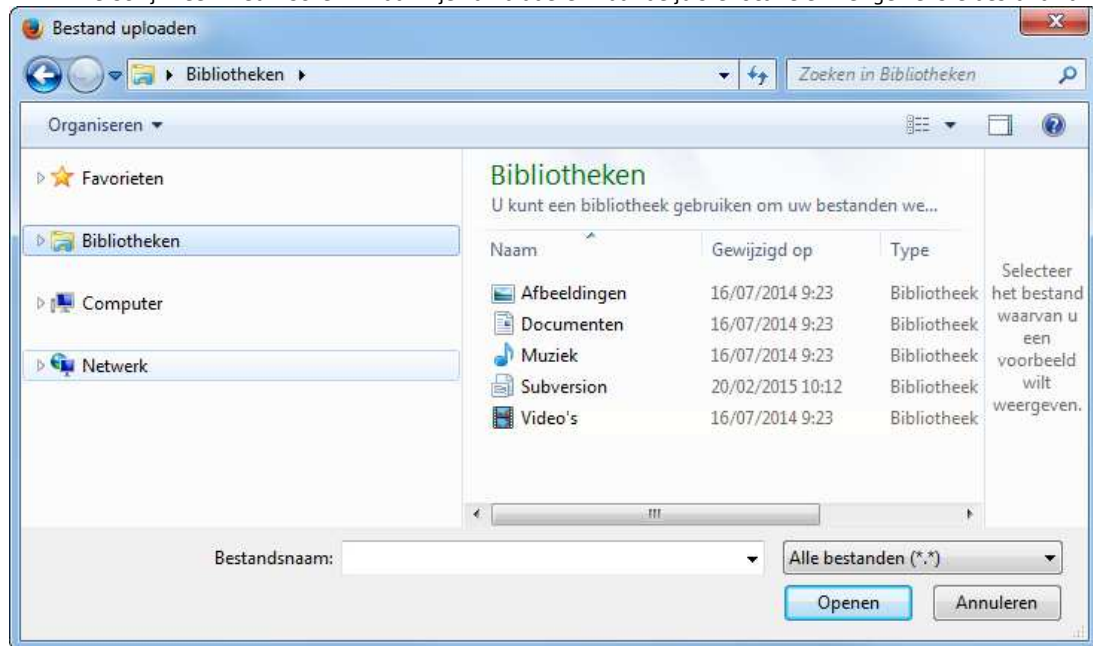 Bestand uploaden
Bibliotheken
Zoeken in Bibliotheken
Organiseren
Favorieten
Bibliotheken
Computer
Netwerk
Bibliotheken
U kunt een bibliotheek gebruiken om uw bestanden we...
Naam Gewijzigd op Type
Afbeeldingen 16/07/2014 9:23 Bibliotheek
Documenten 16/07/2014 9:23 Bibliotheek
Muziek 16/07/2014 9:23 Bibliotheek
Subversion 20/02/2015 10:12 Bibliotheek
Video's 16/07/2014 9:23 Bibliotheek
Selecteer
het bestand
waarvan u
een
voorbeeld
wilt
weergeven.
Bestandsnaam:
Alle bestanden (*.*)
Openen
Annuleren